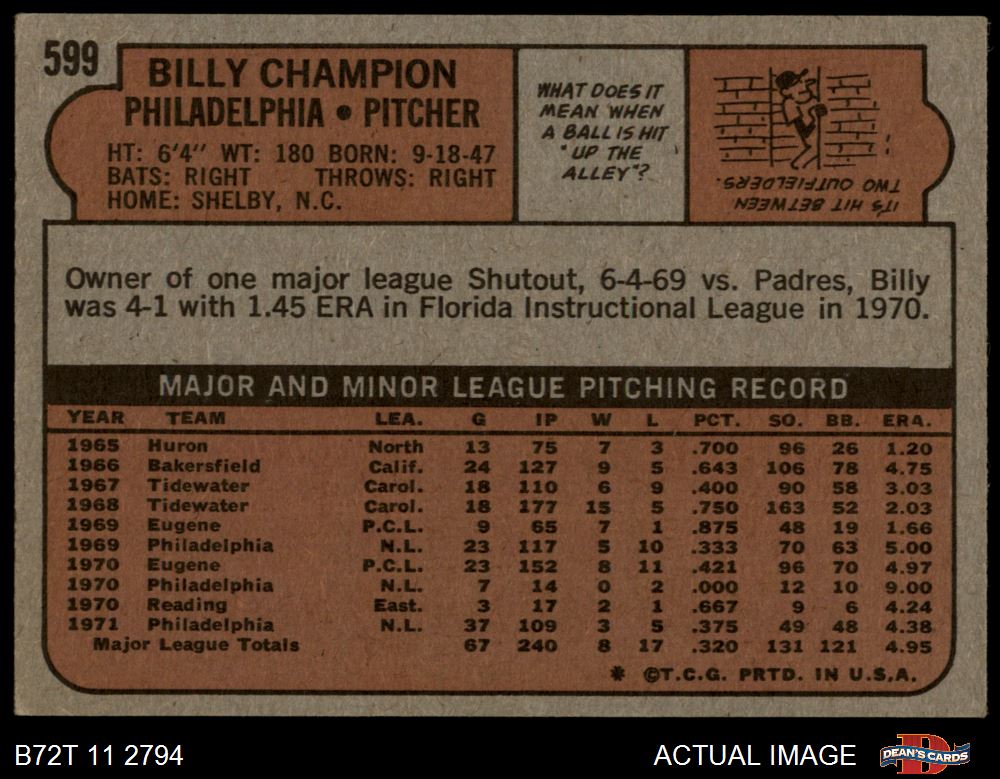 599
BILLY CHAMPION
PHILADELPHIA • PITCHER
HT: 6'4" WT: 180 BORN: 9-18-47
BATS: RIGHT THROWS: RIGHT
HOME: SHELBY, N.C.
WHAT DOES IT
MEAN WHEN
A BALL IS HIT
"UP THE
ALLEY"?
IT'S HIT BETWEEN
TWO OUTFIELDERS.
Owner of one major league Shutout, 6-4-69 vs. Padres, Billy
was 4-1 with 1.45 ERA in Florida Instructional League in 1970.
MAJOR AND MINOR LEAGUE PITCHING RECORD
YEAR TEAM LEA. G IP W L PCT. SO. BB. ERA.
1965 Huron North 13 75 7 3 .700 96 26 1.20
1966 Bakersfield Calif. 24 127 9 5 .643 106 78 4.75
1967 Tidewater Carol. 18 110 6 9 .400 90 58 3.03
1968 Tidewater Carol. 18 177 15 5 .750 163 52 2.03
1969 Eugene P.C.L. 9 65 7 1 .875 48 19 1.66
1969 Philadelphia N.L. 23 117 5 10 .333 70 63 5.00
1970 Eugene P.C.L. 23 152 8 11 .421 96 70 4.97
1970 Philadelphia N.L. 7 14 0 2 .000 12 10 9.00
1970 Reading East. 3 17 2 1 .667 9 6 4.24
1971 Philadelphia N.L. 37 109 3 5 .375 49 48 4.38
Major League Totals 67 240 8 17 .320 131 121 4.95
* ©T.C.G. PRTD. IN U.S.A.
B72T 11 2794
ACTUAL IMAGE
DEAN'S CARDS